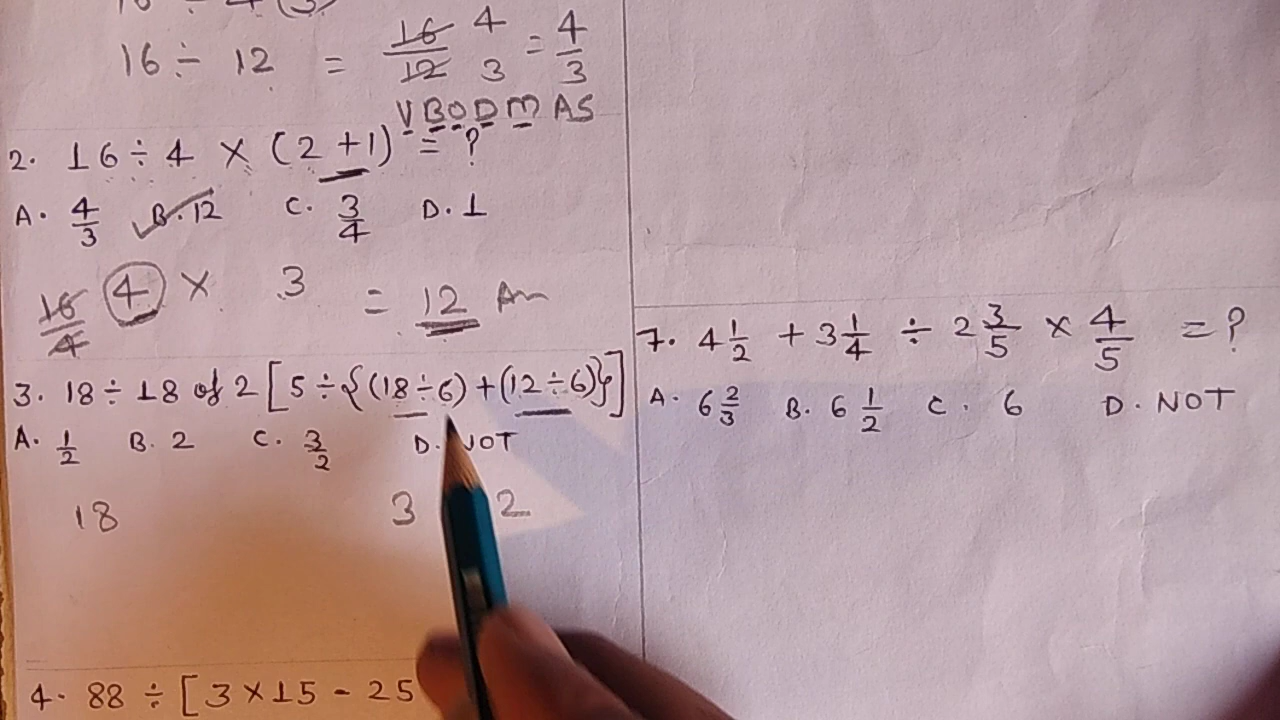 16 ÷ 12 = 16/12 4 3 = 4/3
VBODMAS
2. 16 ÷ 4 × (2 + 1) = ?
A. 4/3 B. 12 C. 3/4 D. 1
16/4 4 × 3 = 12 An
3. 18 ÷ 18 of 2 [5 ÷ {(18 ÷ 6) + (12 ÷ 6)}]
A. 1/2 B. 2 C. 3/2 D. NOT
18 3 2
4. 88 ÷ [3 × 15 - 25
7. 4 1/2 + 3 1/4 ÷ 2 3/5 × 4/5 = ?
A. 6 2/3 B. 6 1/2 C. 6 D. NOT